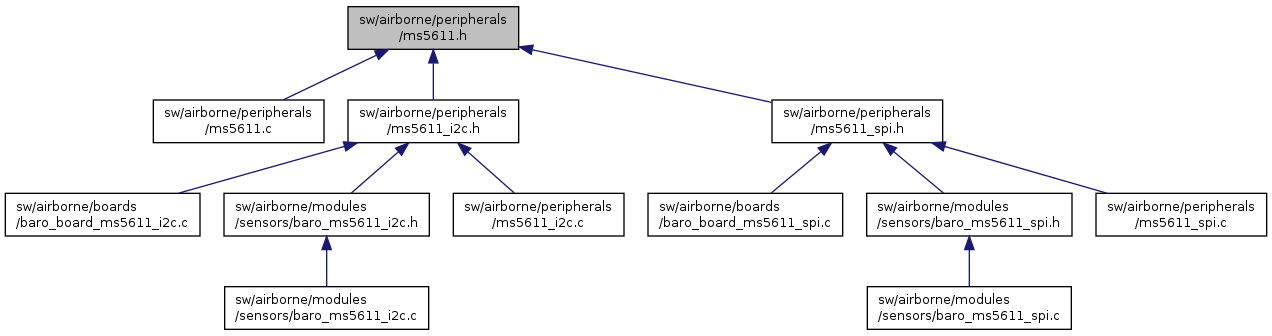 sw/airborne/peripherals
/ms5611.h
sw/airborne/peripherals
/ms5611.c
sw/airborne/peripherals
/ms5611_i2c.h
sw/airborne/peripherals
/ms5611_spi.h
sw/airborne/boards
/baro_board_ms5611_i2c.c
sw/airborne/modules
/sensors/baro_ms5611_i2c.h
sw/airborne/peripherals
/ms5611_i2c.c
sw/airborne/boards
/baro_board_ms5611_spi.c
sw/airborne/modules
/sensors/baro_ms5611_spi.h
sw/airborne/peripherals
/ms5611_spi.c
sw/airborne/modules
/sensors/baro_ms5611_i2c.c
sw/airborne/modules
/sensors/baro_ms5611_spi.c